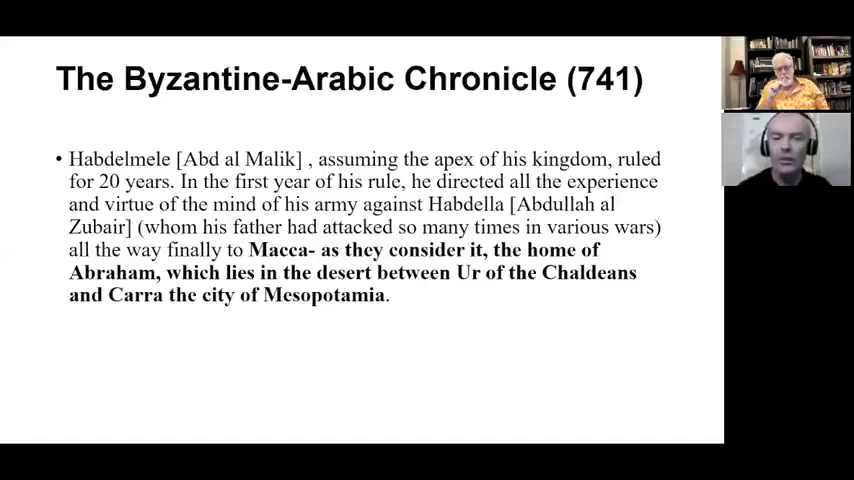 The Byzantine-Arabic Chronicle (741)
• Habdelmele [Abd al Malik] , assuming the apex of his kingdom, ruled
for 20 years. In the first year of his rule, he directed all the experience
and virtue of the mind of his army against Habdella [Abdullah al
Zubair] (whom his father had attacked so many times in various wars)
all the way finally to Macca- as they consider it, the home of
Abraham, which lies in the desert between Ur of the Chaldeans
and Carra the city of Mesopotamia.